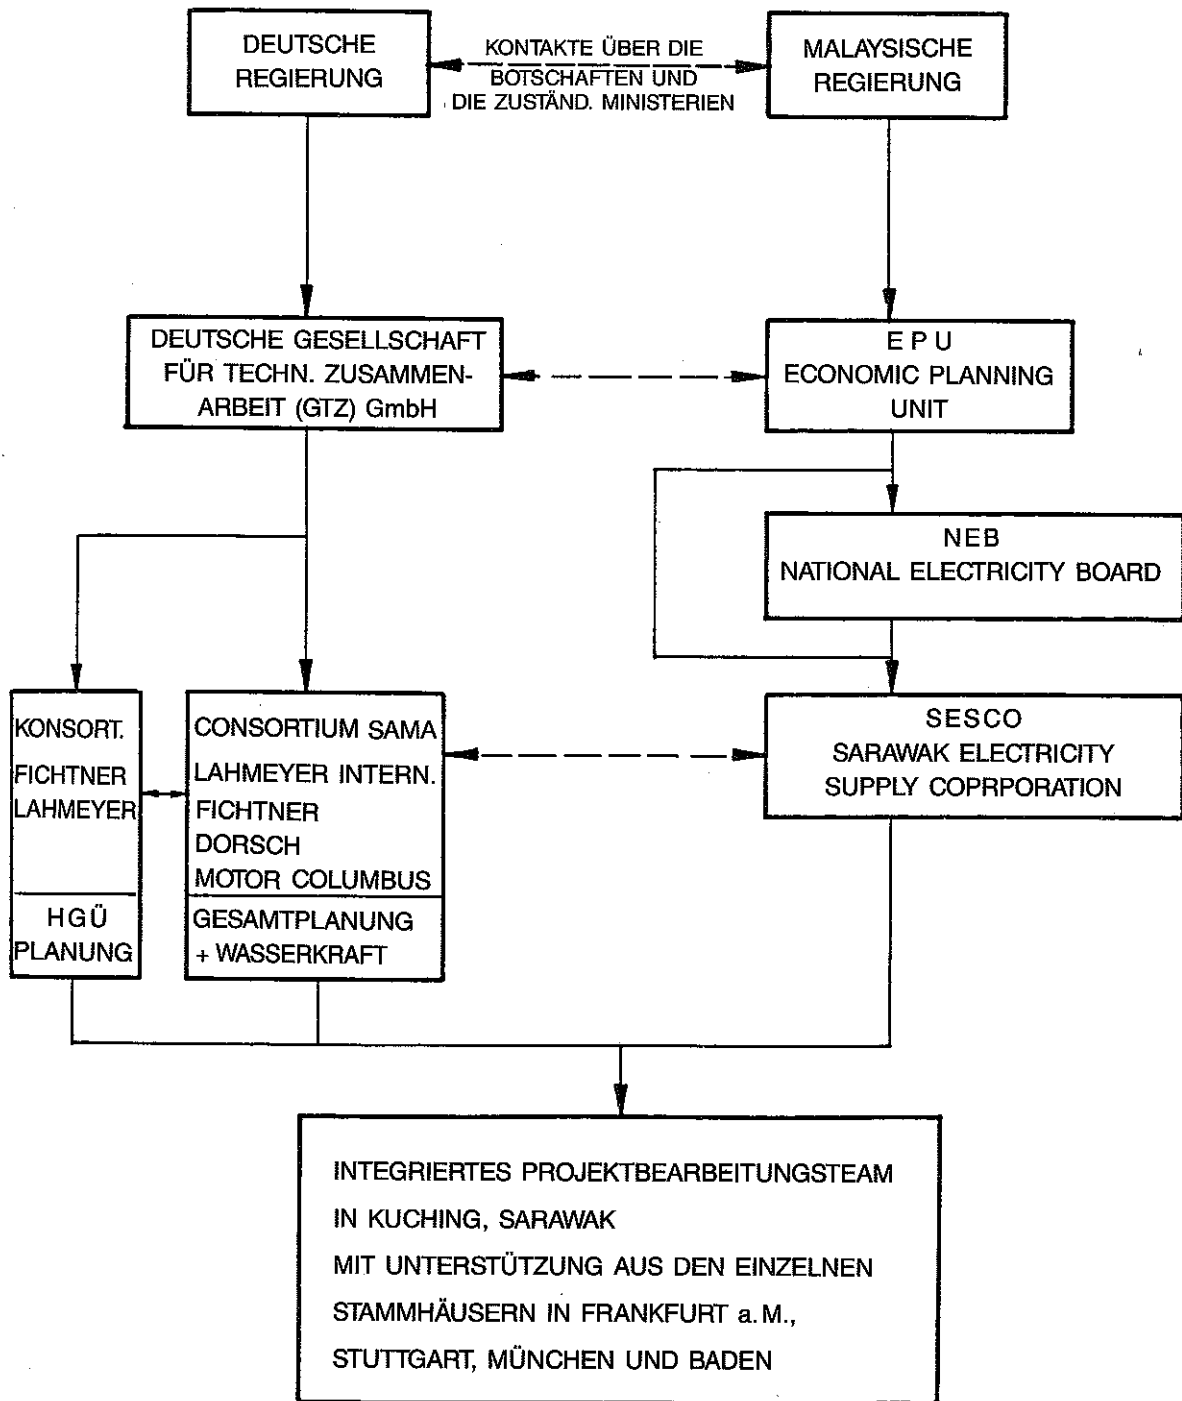 DEUTSCHE
REGIERUNG
KONTAKTE ÜBER DIE
BOTSCHAFTEN UND
DIE ZUSTÄND. MINISTERIEN
MALAYSISCHE
REGIERUNG
DEUTSCHE GESELLSCHAFT
FÜR TECHN. ZUSAMMEN-
ARBEIT (GTZ) GmbH
E P U
ECONOMIC PLANNING
UNIT
NEB
NATIONAL ELECTRICITY BOARD
KONSORT.
FICHTNER
LAHMEYER
HGÜ
PLANUNG
CONSORTIUM SAMA
LAHMEYER INTERN.
FICHTNER
DORSCH
MOTOR COLUMBUS
GESAMTPLANUNG
+ WASSERKRAFT
SESCO
SARAWAK ELECTRICITY
SUPPLY COPRPORATION
INTEGRIERTES PROJEKTBEARBEITUNGSTEAM
IN KUCHING, SARAWAK
MIT UNTERSTÜTZUNG AUS DEN EINZELNEN
STAMMHÄUSERN IN FRANKFURT a.M.,
STUTTGART, MÜNCHEN UND BADEN